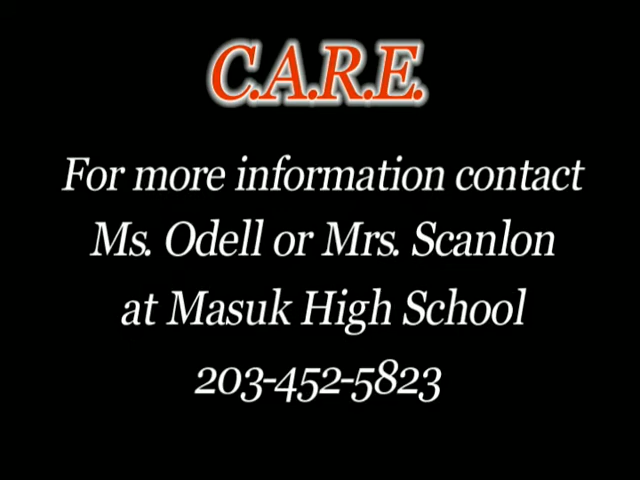 C.A.R.E.
For more information contact
Ms. Odell or Mrs. Scanlon
at Masuk High School
203-452-5823